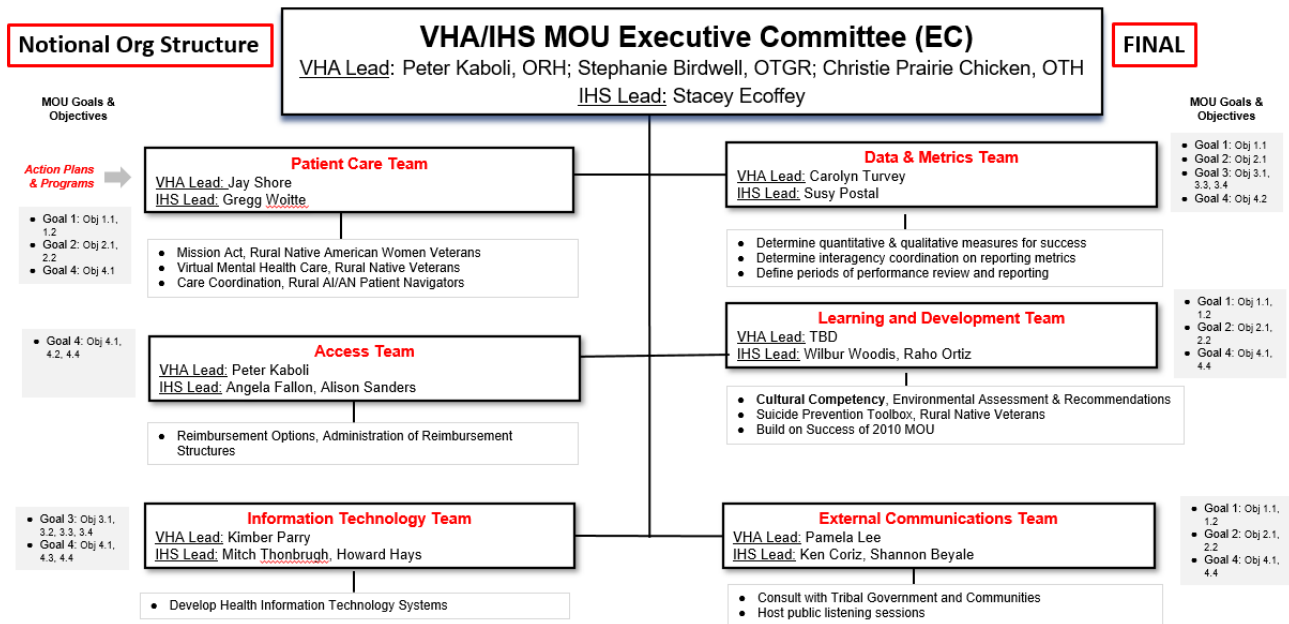 Notional Org Structure
VHA/IHS MOU Executive Committee (EC)
VHA Lead: Peter Kaboli, ORH; Stephanie Birdwell, OTGR; Christie Prairie Chicken, OTH
IHS Lead: Stacey Ecoffey
FINAL
MOU Goals &
Objectives
MOU Goals &
Objectives
Action Plans
& Programs
Patient Care Team
VHA Lead: Jay Shore
IHS Lead: Gregg Woitte
● Goal 1: Obj 1.1,
1.2
● Goal 2: Obj 2.1,
2.2
● Goal 4: Obj 4.1
● Mission Act, Rural Native American Women Veterans
● Virtual Mental Health Care, Rural Native Veterans
● Care Coordination, Rural AI/AN Patient Navigators
Data & Metrics Team
VHA Lead: Carolyn Turvey
IHS Lead: Susy Postal
● Goal 1: Obj 1.1
● Goal 2: Obj 2.1
● Goal 3: Obj 3.1,
3.3, 3.4
● Goal 4: Obj 4.2
● Determine quantitative & qualitative measures for success
● Determine interagency coordination on reporting metrics
● Define periods of performance review and reporting
● Goal 4: Obj 4.1,
4.2, 4.4
Access Team
VHA Lead: Peter Kaboli
IHS Lead: Angela Fallon, Alison Sanders
● Reimbursement Options, Administration of Reimbursement
Structures
Learning and Development Team
VHA Lead: TBD
IHS Lead: Wilbur Woodis, Raho Ortiz
● Goal 1: Obj 1.1,
1.2
● Goal 2: Obj 2.1,
2.2
● Goal 4: Obj 4.1,
4.4
● Cultural Competency, Environmental Assessment & Recommendations
● Suicide Prevention Toolbox, Rural Native Veterans
● Build on Success of 2010 MOU
● Goal 3: Obj 3.1,
3.2, 3.3, 3.4
● Goal 4: Obj 4.1,
4.3, 4.4
Information Technology Team
VHA Lead: Kimber Parry
IHS Lead: Mitch Thonbrugh, Howard Hays
● Develop Health Information Technology Systems
External Communications Team
VHA Lead: Pamela Lee
IHS Lead: Ken Coriz, Shannon Beyale
● Goal 1: Obj 1.1,
1.2
● Goal 2: Obj 2.1,
2.2
● Goal 4: Obj 4.1,
4.4
● Consult with Tribal Government and Communities
● Host public listening sessions